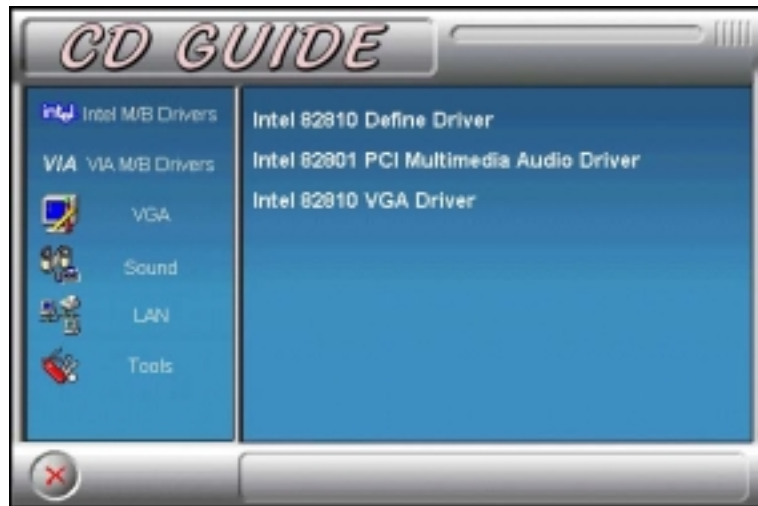 CD GUIDE
intel Intel M/B Drivers
VIA VIA M/B Drivers
VGA
Sound
LAN
Tools
Intel 82810 Define Driver
Intel 82801 PCI Multimedia Audio Driver
Intel 82810 VGA Driver